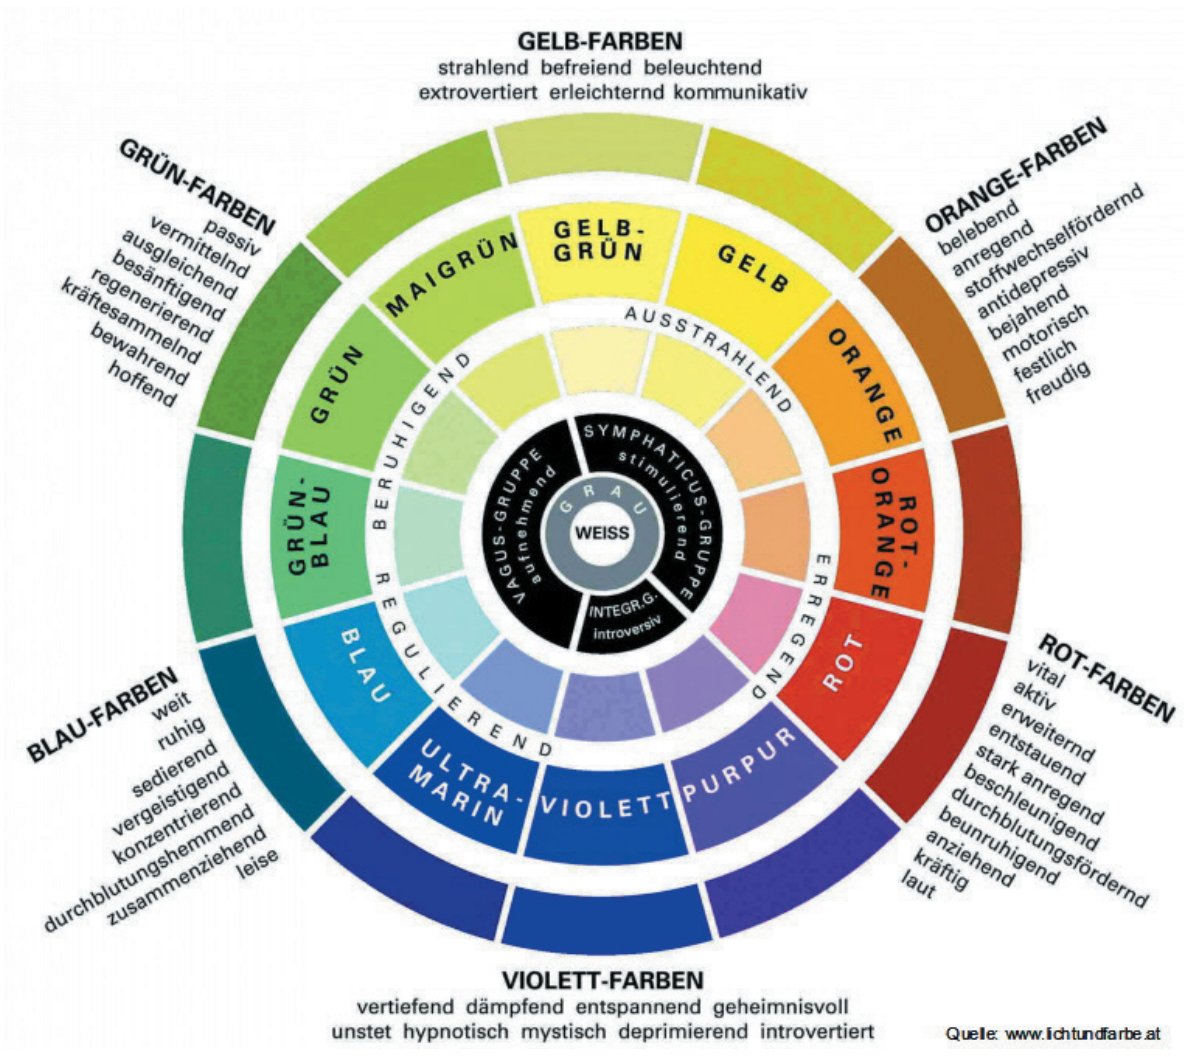 GELB-FARBEN
strahlend befreiend beleuchtend
extrovertiert erleichternd kommunikativ
GRÜN-FARBEN
passiv
vermittelnd
ausgleichend
besänftigend
regenerierend
kräftesammelnd
bewahrend
hoffend
ORANGE-FARBEN
belebend
anregend
stoffwechselfördernd
antidepressiv
bejahend
motorisch
festlich
freudig
MAIGRÜN
GELB-
GRÜN
GELB
GRÜN
ORANGE
GRÜN-
BLAU
ROT-
ORANGE
BLAU
ROT
ULTRA-
MARIN
VIOLETT
PURPUR
AUSSTRAHLEND
BERUHIGEND
ERREGEND
REGULIEREND
SYMPHATICUS-GRUPPE
stimulierend
VAGUS-GRUPPE
aufnehmend
INTEGR.G.
introversiv
GRAU
WEISS
BLAU-FARBEN
weit
ruhig
sedierend
vergeistigend
konzentrierend
durchblutungshemmend
zusammenziehend
leise
ROT-FARBEN
vital
aktiv
erweiternd
entstauend
stark anregend
beschleunigend
durchblutungsfördernd
beunruhigend
anziehend
kräftig
laut
VIOLETT-FARBEN
vertiefend dämpfend entspannend geheimnisvoll
unstet hypnotisch mystisch deprimierend introvertiert
Quelle: www.lichtundfarbe.at